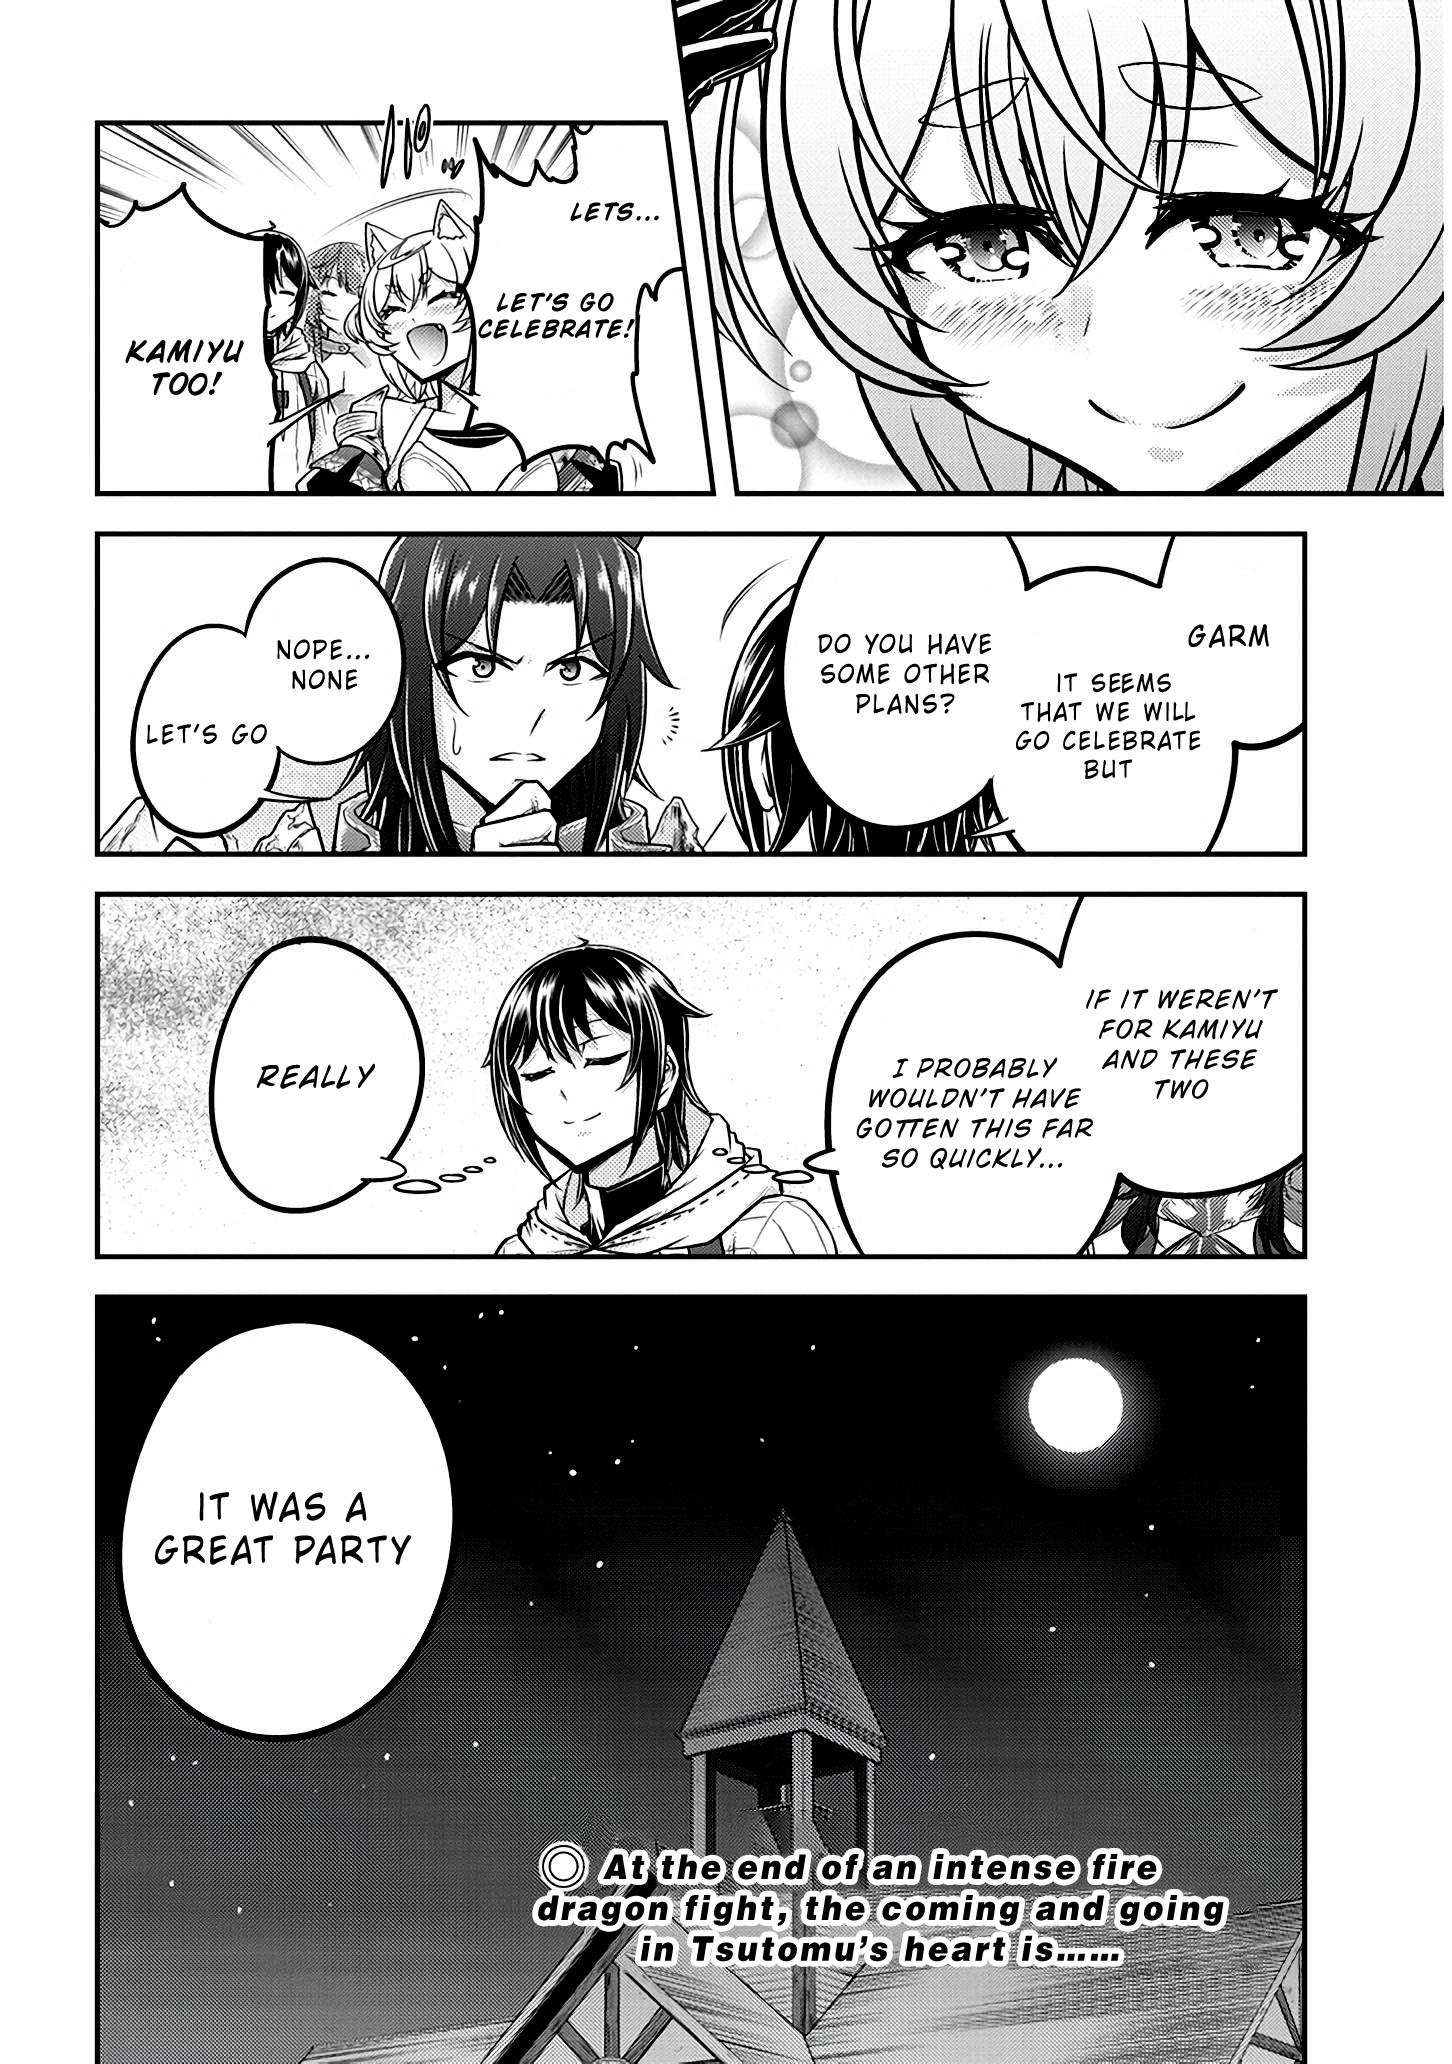 LETS...
LET'S GO
CELEBRATE!
KAMIYU
TOO!
GARM
IT SEEMS
THAT WE WILL
GO CELEBRATE
BUT
DO YOU HAVE
SOME OTHER
PLANS?
NOPE...
NONE
LET'S GO
IF IT WEREN'T
FOR KAMIYU
AND THESE
TWO
I PROBABLY
WOULDN'T HAVE
GOTTEN THIS FAR
SO QUICKLY...
REALLY
IT WAS A
GREAT PARTY
◎ At the end of an intense fire
dragon fight, the coming and going
in Tsutomu's heart is......